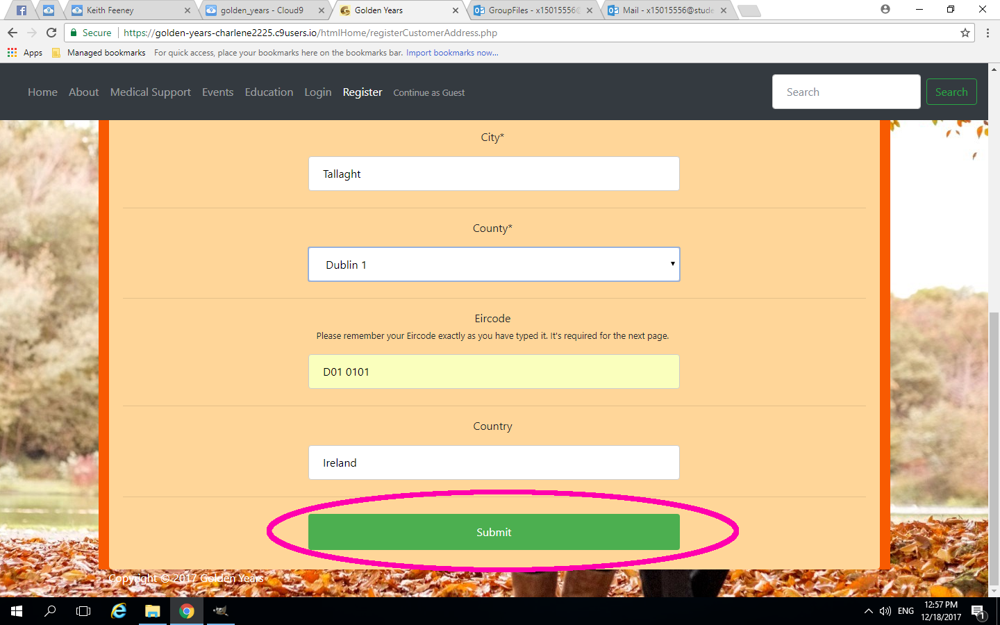 Keith Feeney
golden_years - Cloud9
Golden Years
GroupFiles - x15015556@
Mail - x15015556@stude
Secure
https://golden-years-charlene2225.c9users.io/htmlHome/registerCustomerAddress.php
Apps
Managed bookmarks
For quick access, place your bookmarks here on the bookmarks bar. Import bookmarks now...
Home About Medical Support Events Education Login Register Continue as Guest
Search
Search
City*
Tallaght
County*
Dublin 1
Eircode
Please remember your Eircode exactly as you have typed it. It's required for the next page.
D01 0101
Country
Ireland
Submit
Copyright © 2017 Golden Years
ENG
12:57 PM
12/18/2017
1